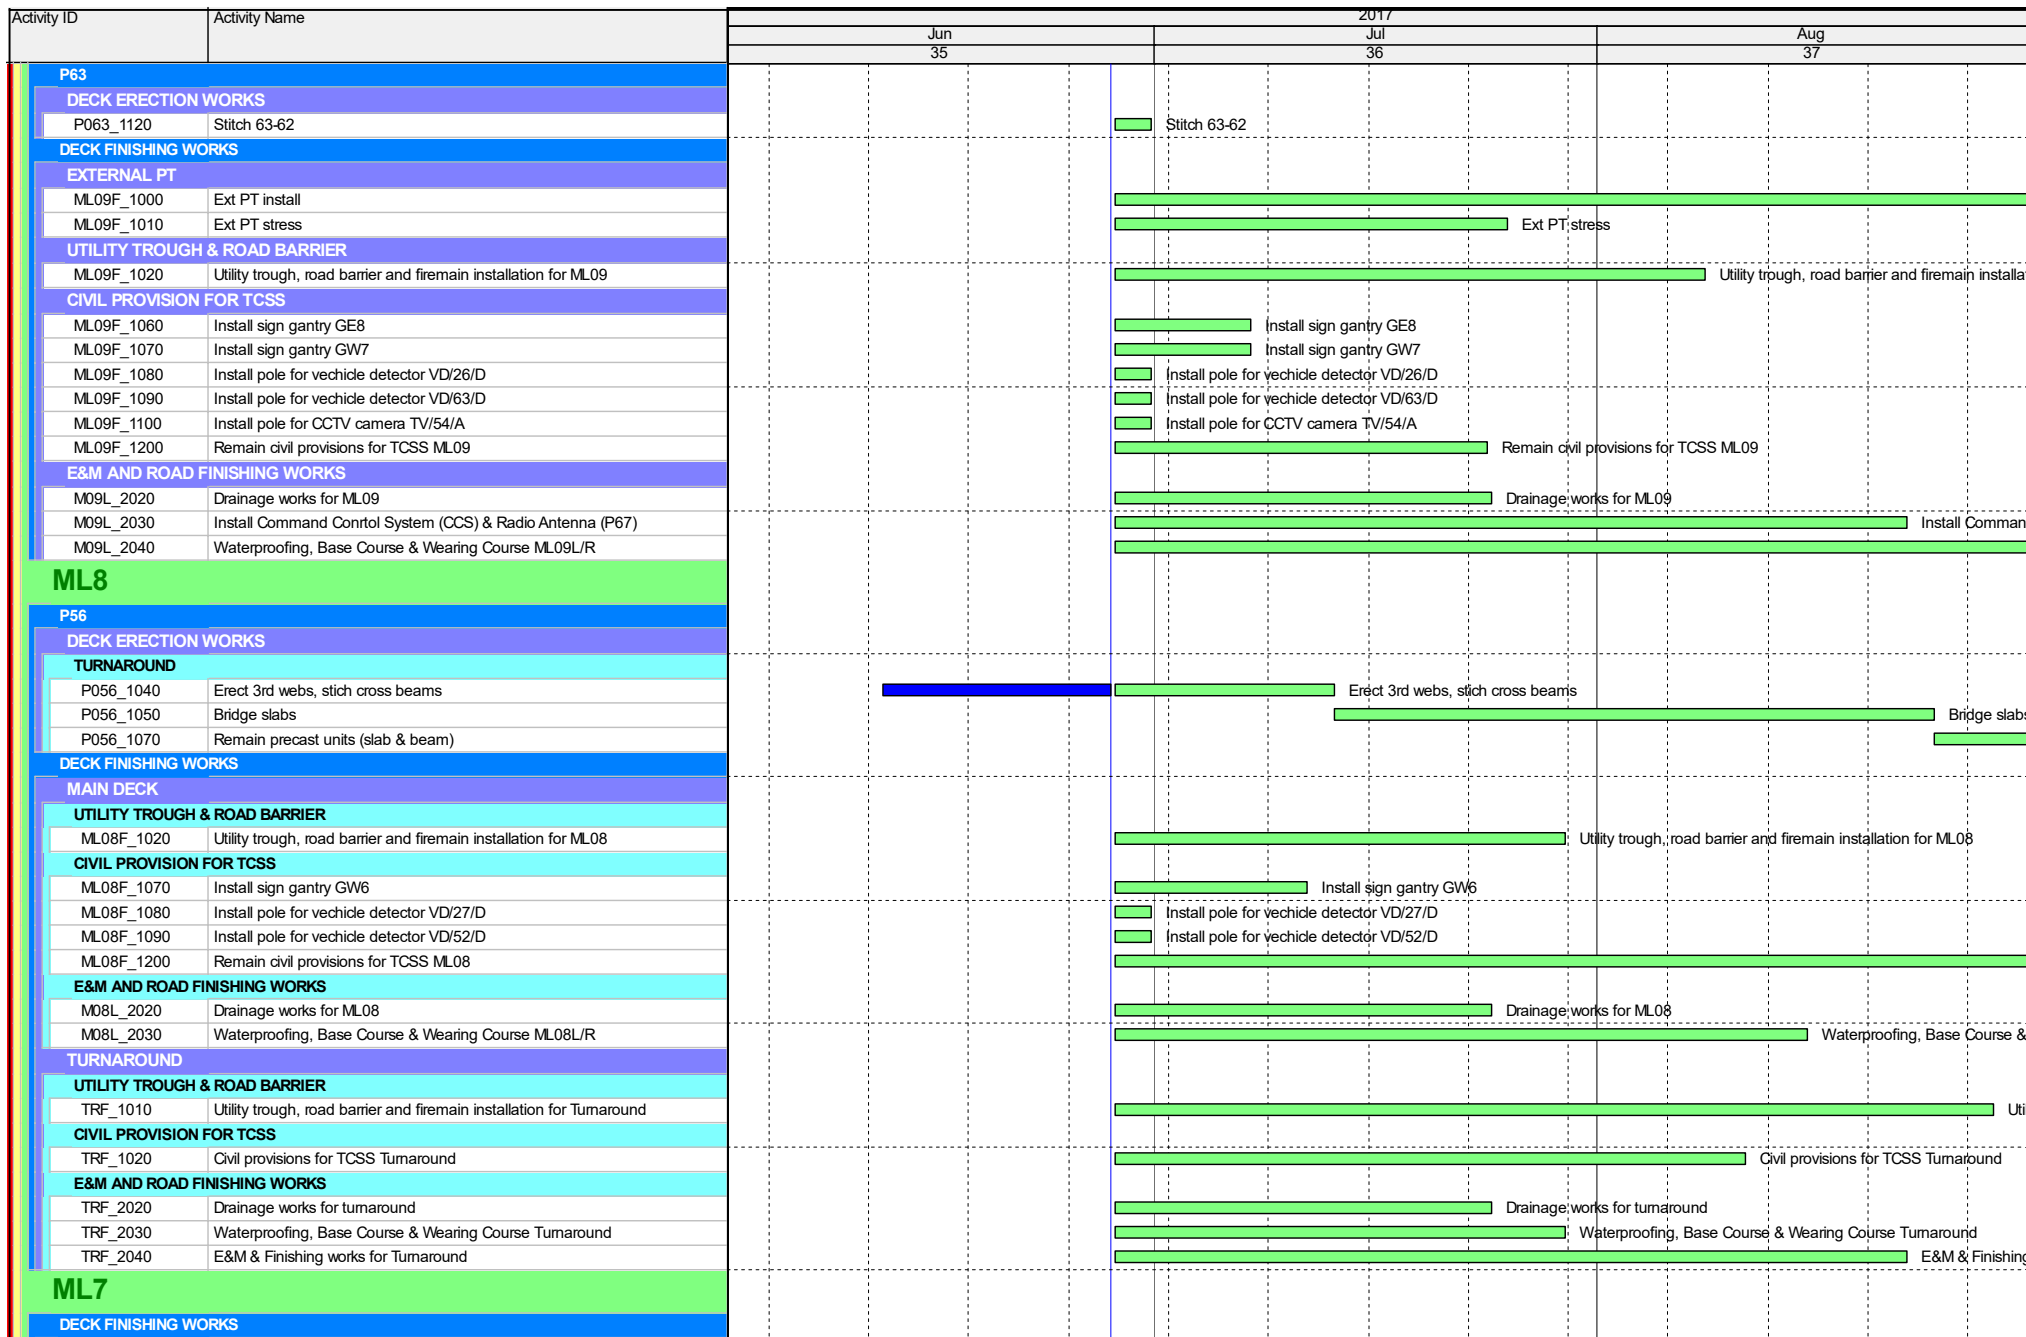 Activity ID Activity Name 2017
Jun Jul Aug
35 36 37
P63
DECK ERECTION WORKS
P063_1120 Stitch 63-62 Stitch 63-62
DECK FINISHING WORKS
EXTERNAL PT
ML09F_1000 Ext PT install
ML09F_1010 Ext PT stress Ext PT stress
UTILITY TROUGH & ROAD BARRIER
ML09F_1020 Utility trough, road barrier and firemain installation for ML09 Utility trough, road barrier and firemain installa
CIVIL PROVISION FOR TCSS
ML09F_1060 Install sign gantry GE8 Install sign gantry GE8
ML09F_1070 Install sign gantry GW7 Install sign gantry GW7
ML09F_1080 Install pole for vechicle detector VD/26/D Install pole for vechicle detector VD/26/D
ML09F_1090 Install pole for vechicle detector VD/63/D Install pole for vechicle detector VD/63/D
ML09F_1100 Install pole for CCTV camera TV/54/A Install pole for CCTV camera TV/54/A
ML09F_1200 Remain civil provisions for TCSS ML09 Remain civil provisions for TCSS ML09
E&M AND ROAD FINISHING WORKS
M09L_2020 Drainage works for ML09 Drainage works for ML09
M09L_2030 Install Command Conrtol System (CCS) & Radio Antenna (P67) Install Comman
M09L_2040 Waterproofing, Base Course & Wearing Course ML09L/R
ML8
P56
DECK ERECTION WORKS
TURNAROUND
P056_1040 Erect 3rd webs, stich cross beams Erect 3rd webs, stich cross beams
P056_1050 Bridge slabs Bridge slabs
P056_1070 Remain precast units (slab & beam)
DECK FINISHING WORKS
MAIN DECK
UTILITY TROUGH & ROAD BARRIER
ML08F_1020 Utility trough, road barrier and firemain installation for ML08 Utility trough, road barrier and firemain installation for ML08
CIVIL PROVISION FOR TCSS
ML08F_1070 Install sign gantry GW6 Install sign gantry GW6
ML08F_1080 Install pole for vechicle detector VD/27/D Install pole for vechicle detector VD/27/D
ML08F_1090 Install pole for vechicle detector VD/52/D Install pole for vechicle detector VD/52/D
ML08F_1200 Remain civil provisions for TCSS ML08
E&M AND ROAD FINISHING WORKS
M08L_2020 Drainage works for ML08 Drainage works for ML08
M08L_2030 Waterproofing, Base Course & Wearing Course ML08L/R Waterproofing, Base Course &
TURNAROUND
UTILITY TROUGH & ROAD BARRIER
TRF_1010 Utility trough, road barrier and firemain installation for Turnaround Uti
CIVIL PROVISION FOR TCSS
TRF_1020 Civil provisions for TCSS Turnaround Civil provisions for TCSS Turnaround
E&M AND ROAD FINISHING WORKS
TRF_2020 Drainage works for turnaround Drainage works for turnaround
TRF_2030 Waterproofing, Base Course & Wearing Course Turnaround Waterproofing, Base Course & Wearing Course Turnaround
TRF_2040 E&M & Finishing works for Turnaround E&M & Finishing
ML7
DECK FINISHING WORKS